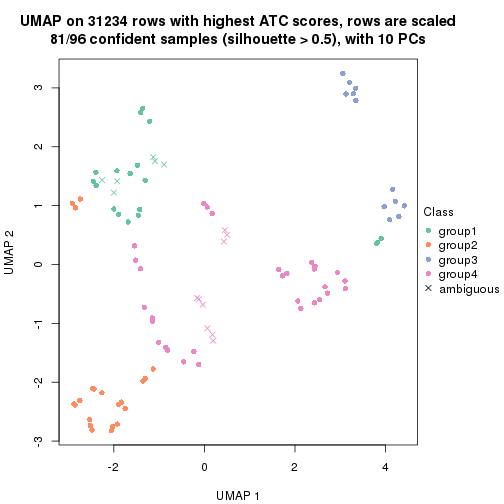 UMAP on 31234 rows with highest ATC scores, rows are scaled
81/96 confident samples (silhouette > 0.5), with 10 PCs
3
2
1
0
-1
-2
-3
UMAP 2
-2
0
2
4
UMAP 1
Class
group1
group2
group3
group4
ambiguous